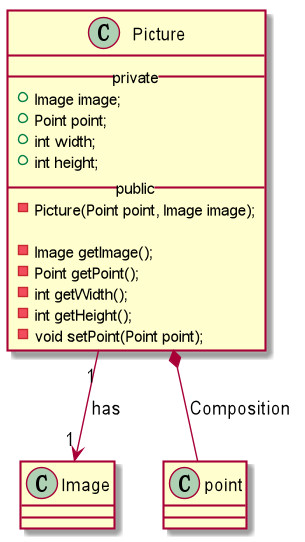 C Picture
private
Image image;
Point point;
int width;
int height;
public
Picture(Point point, Image image);
Image getImage();
Point getPoint();
int getWidth();
int getHeight();
void setPoint(Point point);
1
has
Composition
1
C Image
C point